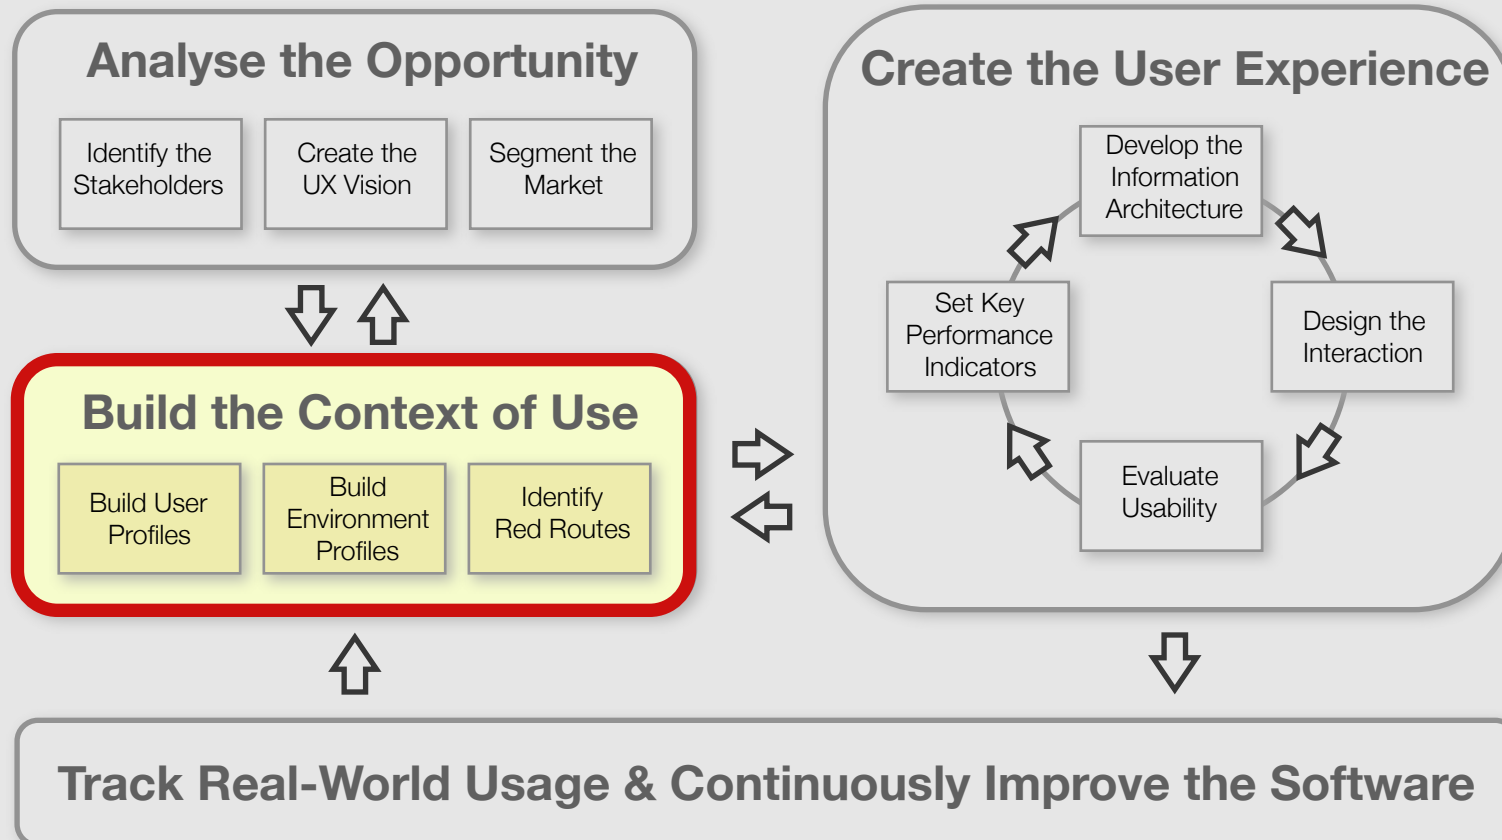 Analyse the Opportunity
Identify the
Stakeholders
Create the
UX Vision
Segment the
Market
Build the Context of Use
Build User
Profiles
Build
Environment
Profiles
Identify
Red Routes
Create the User Experience
Develop the
Information
Architecture
Design the
Interaction
Evaluate
Usability
Set Key
Performance
Indicators
Track Real-World Usage & Continuously Improve the Software